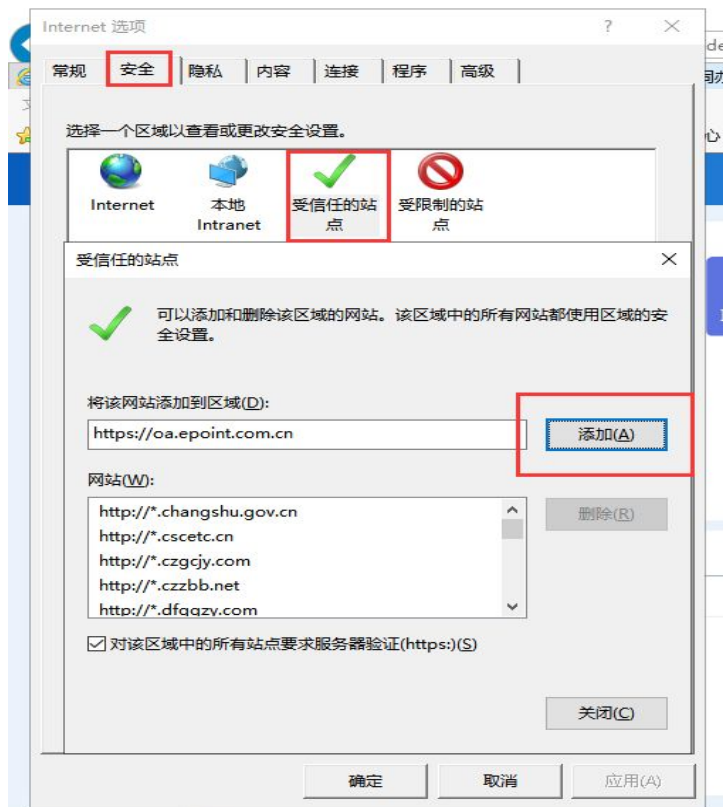 Internet 选项
常规 安全 隐私 内容 连接 程序 高级
选择一个区域以查看或更改安全设置。
Internet
本地
Intranet
受信任的站
点
受限制的站
点
受信任的站点
可以添加和删除该区域的网站。该区域中的所有网站都使用区域的安
全设置。
将该网站添加到区域(D):
https://oa.epoint.com.cn
添加(A)
网站(W):
http://*.changshu.gov.cn
http://*.cscetc.cn
http://*.czgcjy.com
http://*.czzbb.net
http://*.dfqqzy.com
删除(R)
对该区域中的所有站点要求服务器验证(https:)(S)
关闭(C)
确定 取消 应用(A)